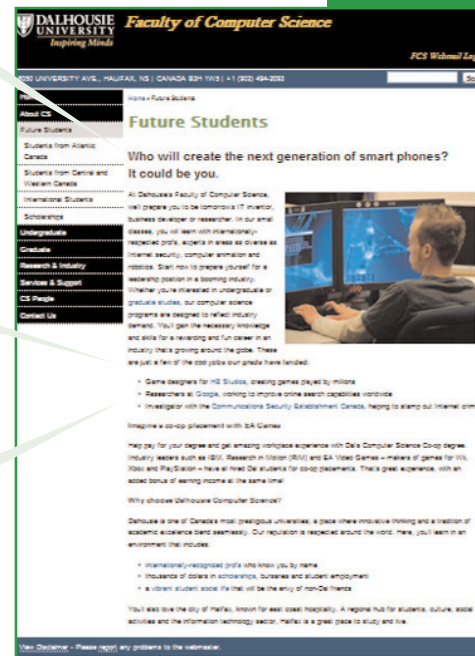 DALHOUSIE
UNIVERSITY
Inspiring Minds
Faculty of Computer Science
FCS Webmail Log
6050 UNIVERSITY AVE., HALIFAX, NS | CANADA B3H 1W5 | +1 (902) 494-2093
Home » Future Students
About CS
Future Students
Students from Atlantic
Canada
Students from Central and
Western Canada
International Students
Scholarships
Undergraduate
Graduate
Research & Industry
Services & Support
CS People
Contact Us
Future Students
Who will create the next generation of smart phones?
It could be you.
At Dalhousie's Faculty of Computer Science,
we'll prepare you to be tomorrow's IT inventor,
business developer or researcher. In our small
classes, you will learn with internationally-
respected profs, experts in areas as diverse as
internet security, computer animation and
robotics. Start now to prepare yourself for a
leadership position in a booming industry.
Whether you're interested in undergraduate or
graduate studies, our computer science
programs are designed to reflect industry
demand. You'll gain the necessary knowledge
and skills for a rewarding and fun career in an
industry that's growing around the globe. These
are just a few of the cool jobs our grads have landed:
Game designers for HB Studios, creating games played by millions
Researchers at Google, working to improve online search capabilities worldwide
Investigator with the Communications Security Establishment Canada, helping to stamp out Internet crim
Imagine a co-op placement with EA Games
Help pay for your degree and get amazing workplace experience with Dal's Computer Science Co-op degree.
Industry leaders such as IBM, Research in Motion (RIM) and EA Video Games – makers of games for Wii,
Xbox and PlayStation – have all hired Dal students for co-op placements. That's great experience, with an
added bonus of earning income at the same time!
Why choose Dalhousie Computer Science?
Dalhousie is one of Canada's most prestigious universities, a place where innovative thinking and a tradition of
academic excellence blend seamlessly. Our reputation is respected around the world. Here, you'll learn in an
environment that includes:
internationally-recognized profs who know you by name
thousands of dollars in scholarships, bursaries and student employment
a vibrant student social life that will be the envy of non-Dal friends
You'll also love the city of Halifax, known for east coast hospitality. A regional hub for students, culture, social
activities and the information technology sector, Halifax is a great place to study and live.
View Disclaimer - Please report any problems to the webmaster.